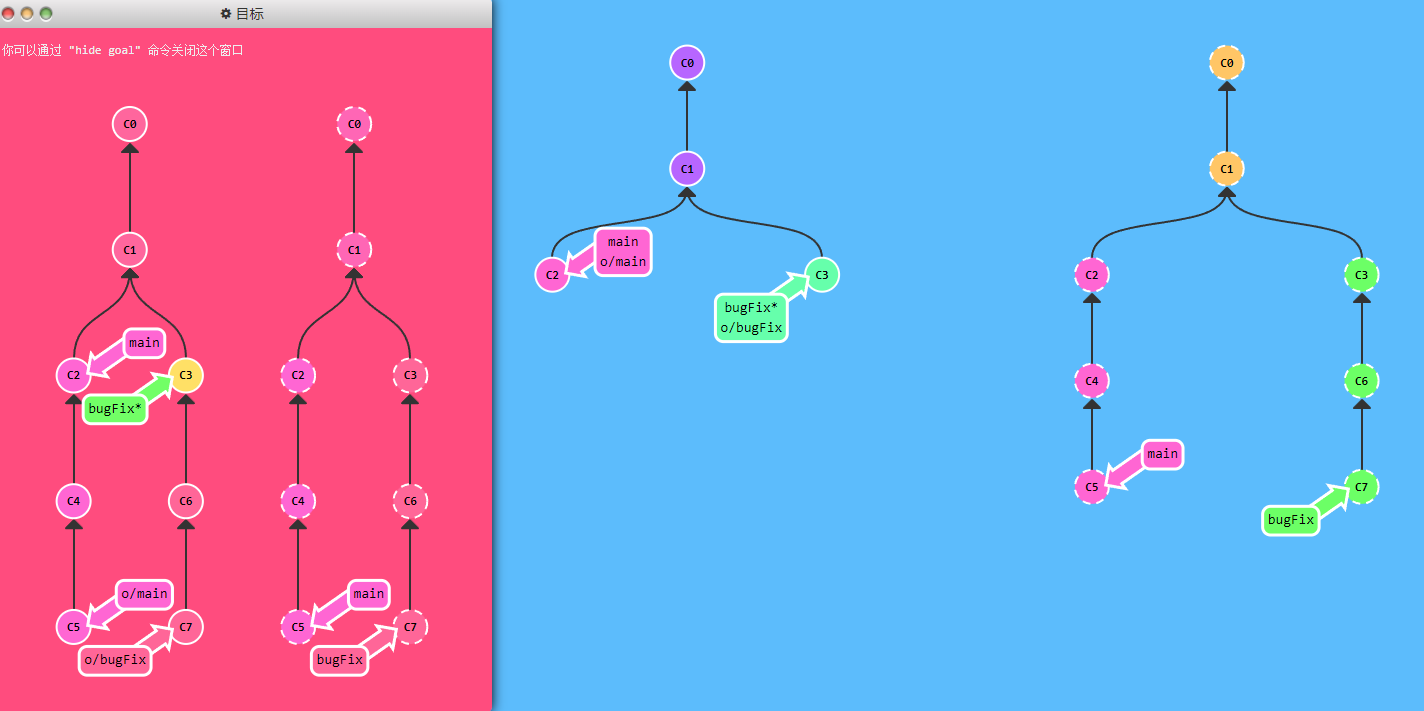 目标
你可以通过 "hide goal" 命令关闭这个窗口
C0
C1
main
C2
C3
bugFix*
C4
C6
o/main
C5
C7
o/bugFix
C0
C1
C2
C3
C4
C6
main
C5
C7
bugFix
C0
C1
main
o/main
C2
C3
bugFix*
o/bugFix
C0
C1
C2
C3
C4
C6
main
C5
C7
bugFix